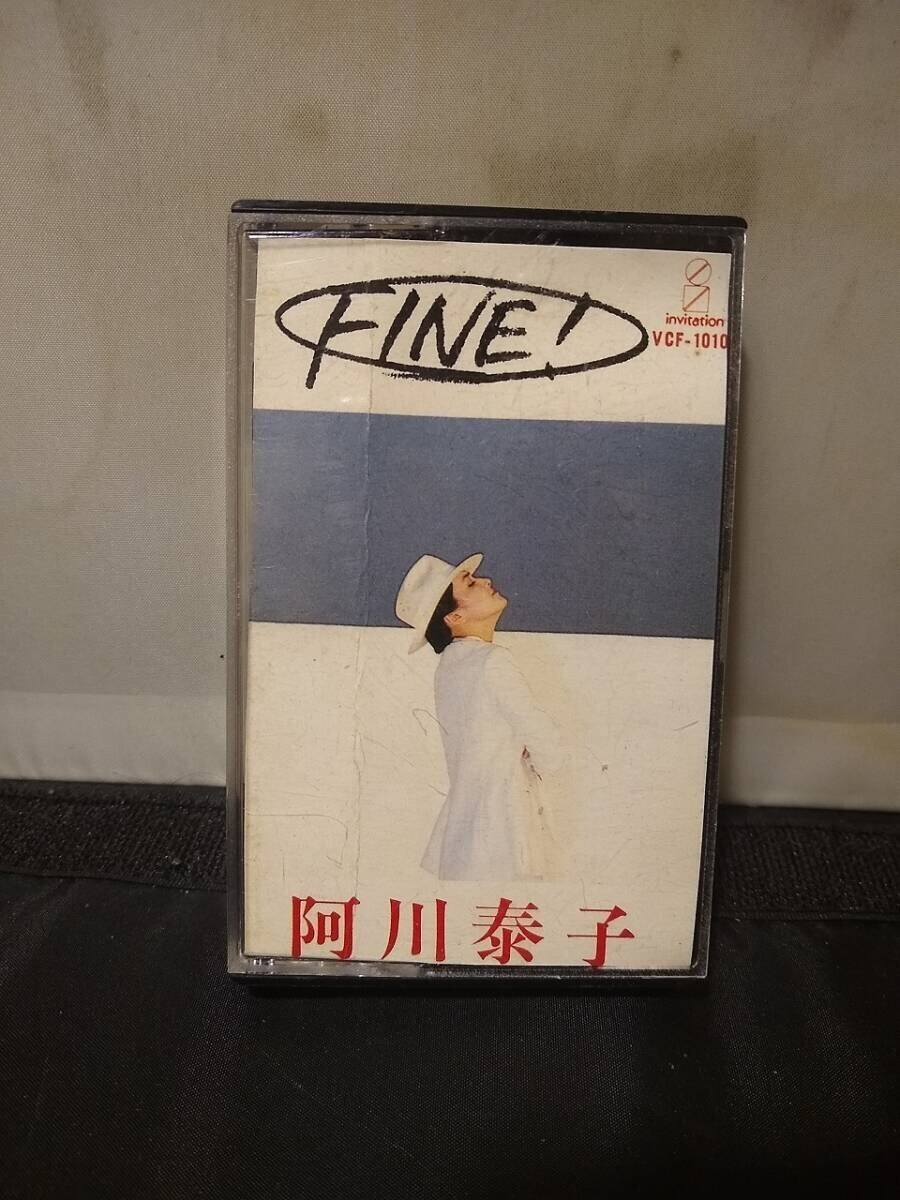 FINE!
invitation
VCF-1010
阿川泰子